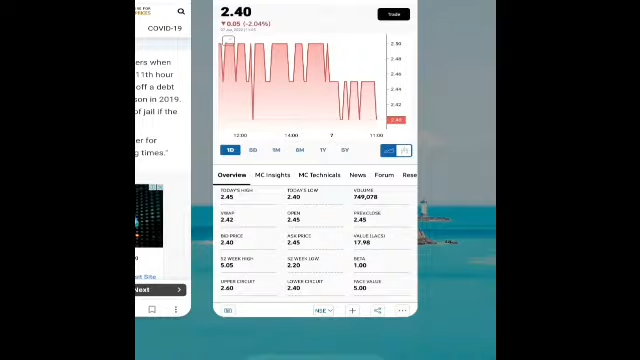 COVID-19
ers when
11th hour
off a debt
son in 2019.
of jail if the
er for
ng times."
Next
2.40
▼0.05 (-2.04%)
Trade
2.50
2.48
2.46
2.44
2.42
2.40
12:00 14:00 7 11:00
1D 5D 1M 6M 1Y 5Y
Overview MC Insights MC Technicals News Forum Rese
TODAY'S HIGH TODAY'S LOW VOLUME
2.45 2.40 749,078
VWAP OPEN PREV.CLOSE
2.42 2.45 2.45
BID PRICE ASK PRICE VALUE (LACS)
2.40 2.45 17.98
52 WEEK HIGH 52 WEEK LOW BETA
5.05 2.20 1.00
UPPER CIRCUIT LOWER CIRCUIT FACE VALUE
2.60 2.40 5.00
NSE